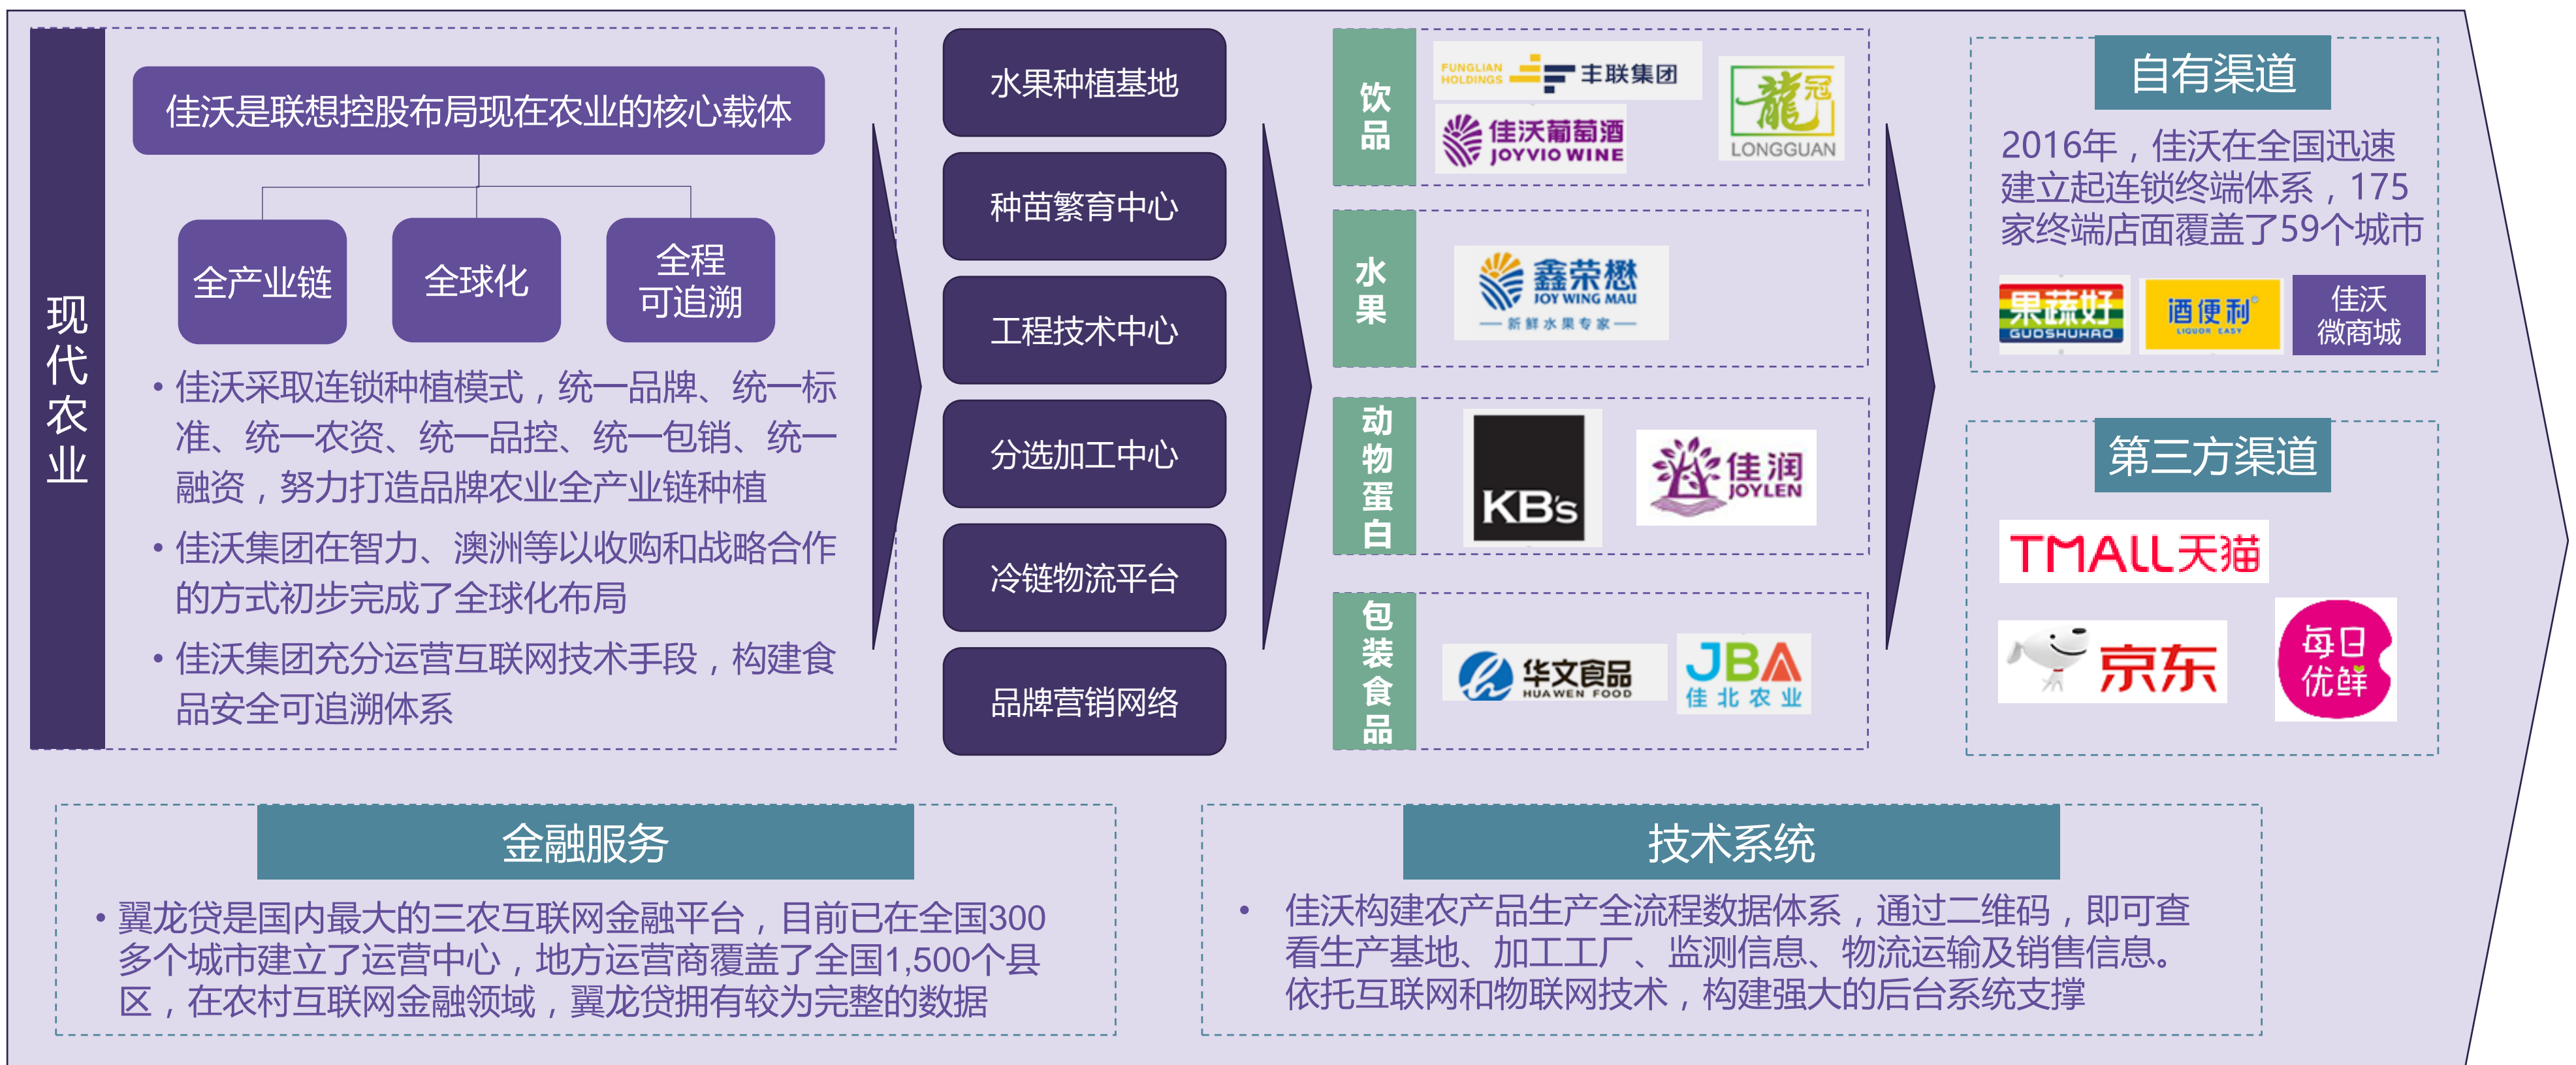 现代农业
佳沃是联想控股布局现在农业的核心载体
全产业链
全球化
全程
可追溯
• 佳沃采取连锁种植模式，统一品牌、统一标
准、统一农资、统一品控、统一包销、统一
融资，努力打造品牌农业全产业链种植
• 佳沃集团在智力、澳洲等以收购和战略合作
的方式初步完成了全球化布局
• 佳沃集团充分运营互联网技术手段，构建食
品安全可追溯体系
水果种植基地
种苗繁育中心
工程技术中心
分选加工中心
冷链物流平台
品牌营销网络
饮品
FUNGLIAN
HOLDINGS
丰联集团
佳沃葡萄酒
JOYVIO WINE
龍冠
LONGGUAN
水果
鑫荣懋
JOY WING MAU
新鲜水果专家
动物蛋白
KB's
佳润
JOYLEN
包装食品
华文食品
HUAWEN FOOD
JBA
佳北农业
自有渠道
2016年，佳沃在全国迅速
建立起连锁终端体系，175
家终端店面覆盖了59个城市
果蔬好
GUOSHUHAO
酒便利®
LIQUOR EASY
佳沃
微商城
第三方渠道
TMALL天猫
京东
每日
优鲜
金融服务
• 翼龙贷是国内最大的三农互联网金融平台，目前已在全国300
多个城市建立了运营中心，地方运营商覆盖了全国1,500个县
区，在农村互联网金融领域，翼龙贷拥有较为完整的数据
技术系统
• 佳沃构建农产品生产全流程数据体系，通过二维码，即可查
看生产基地、加工工厂、监测信息、物流运输及销售信息。
依托互联网和物联网技术，构建强大的后台系统支撑